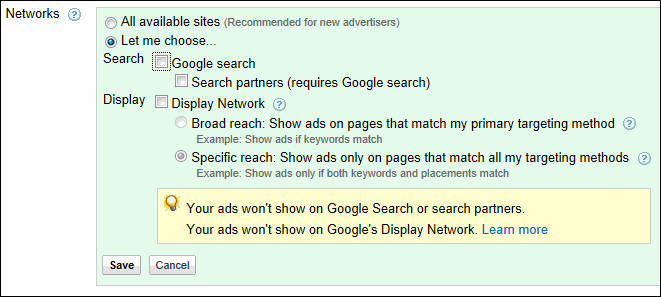 Networks ? All available sites (Recommended for new advertisers)
Let me choose...
Search Google search
Search partners (requires Google search)
Display Display Network ?
Broad reach: Show ads on pages that match my primary targeting method ?
Example: Show ads if keywords match
Specific reach: Show ads only on pages that match all my targeting methods ?
Example: Show ads only if both keywords and placements match
Your ads won't show on Google Search or search partners.
Your ads won't show on Google's Display Network. Learn more
Save Cancel